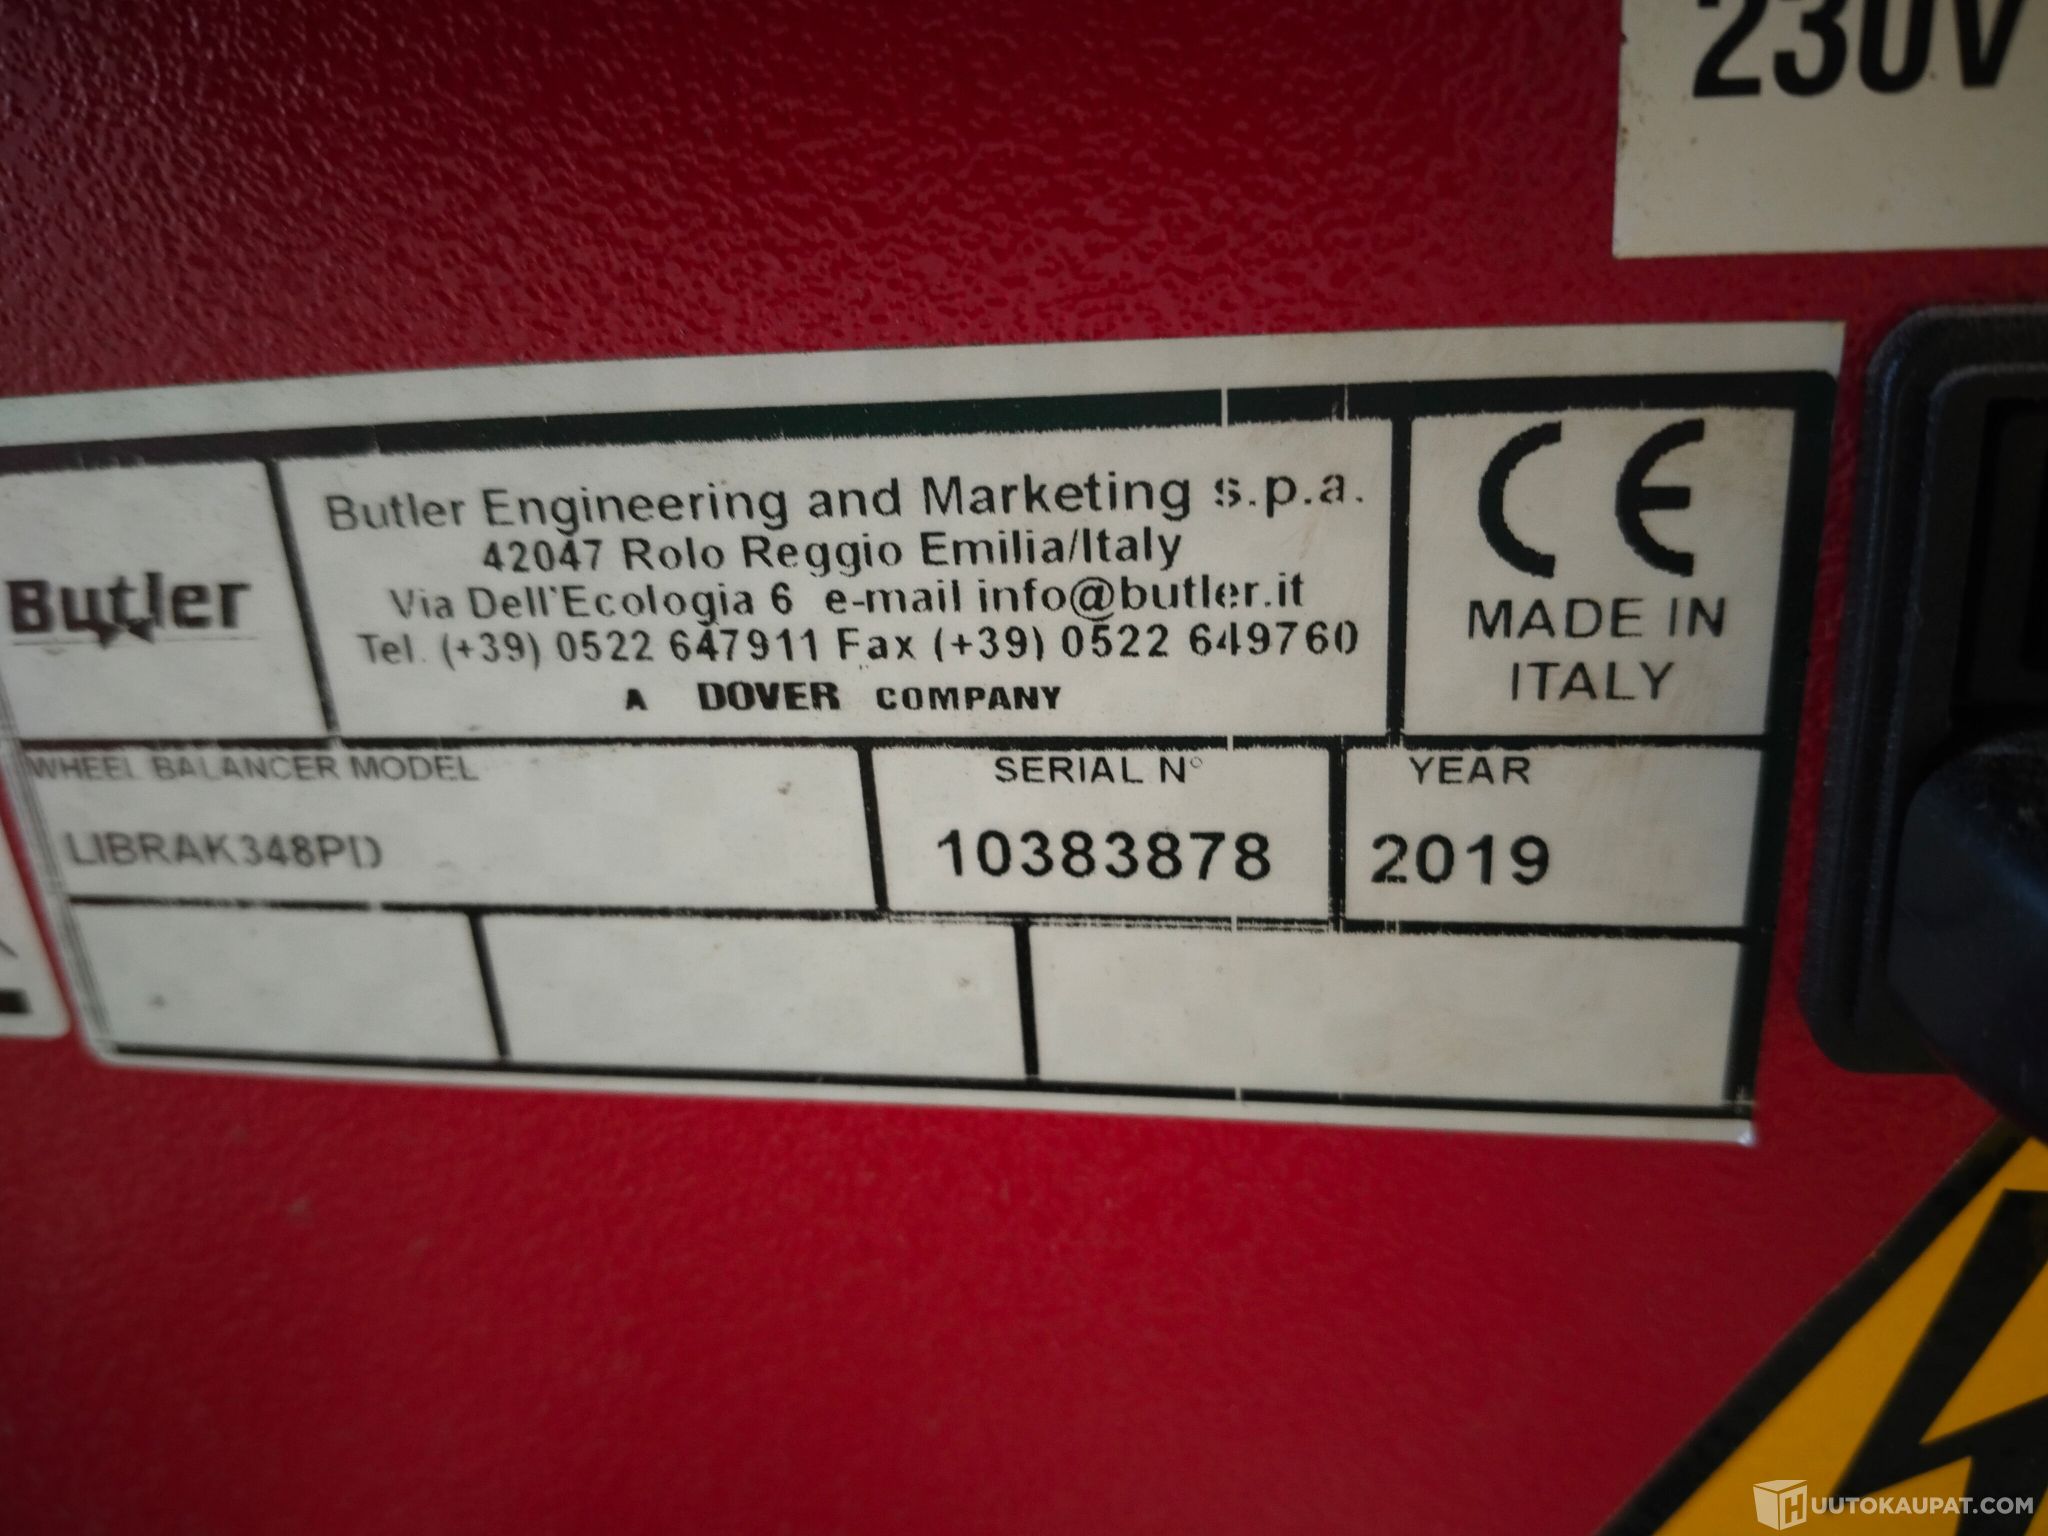 230V
Butler
Butler Engineering and Marketing s.p.a.
42047 Rolo Reggio Emilia/Italy
Via Dell'Ecologia 6 e-mail info@butler.it
Tel. (+39) 0522 647911 Fax (+39) 0522 649760
A DOVER COMPANY
CE
MADE IN
ITALY
WHEEL BALANCER MODEL
LIBRAK348PD
SERIAL N°
10383878
YEAR
2019
HUUTOKAUPAT.COM